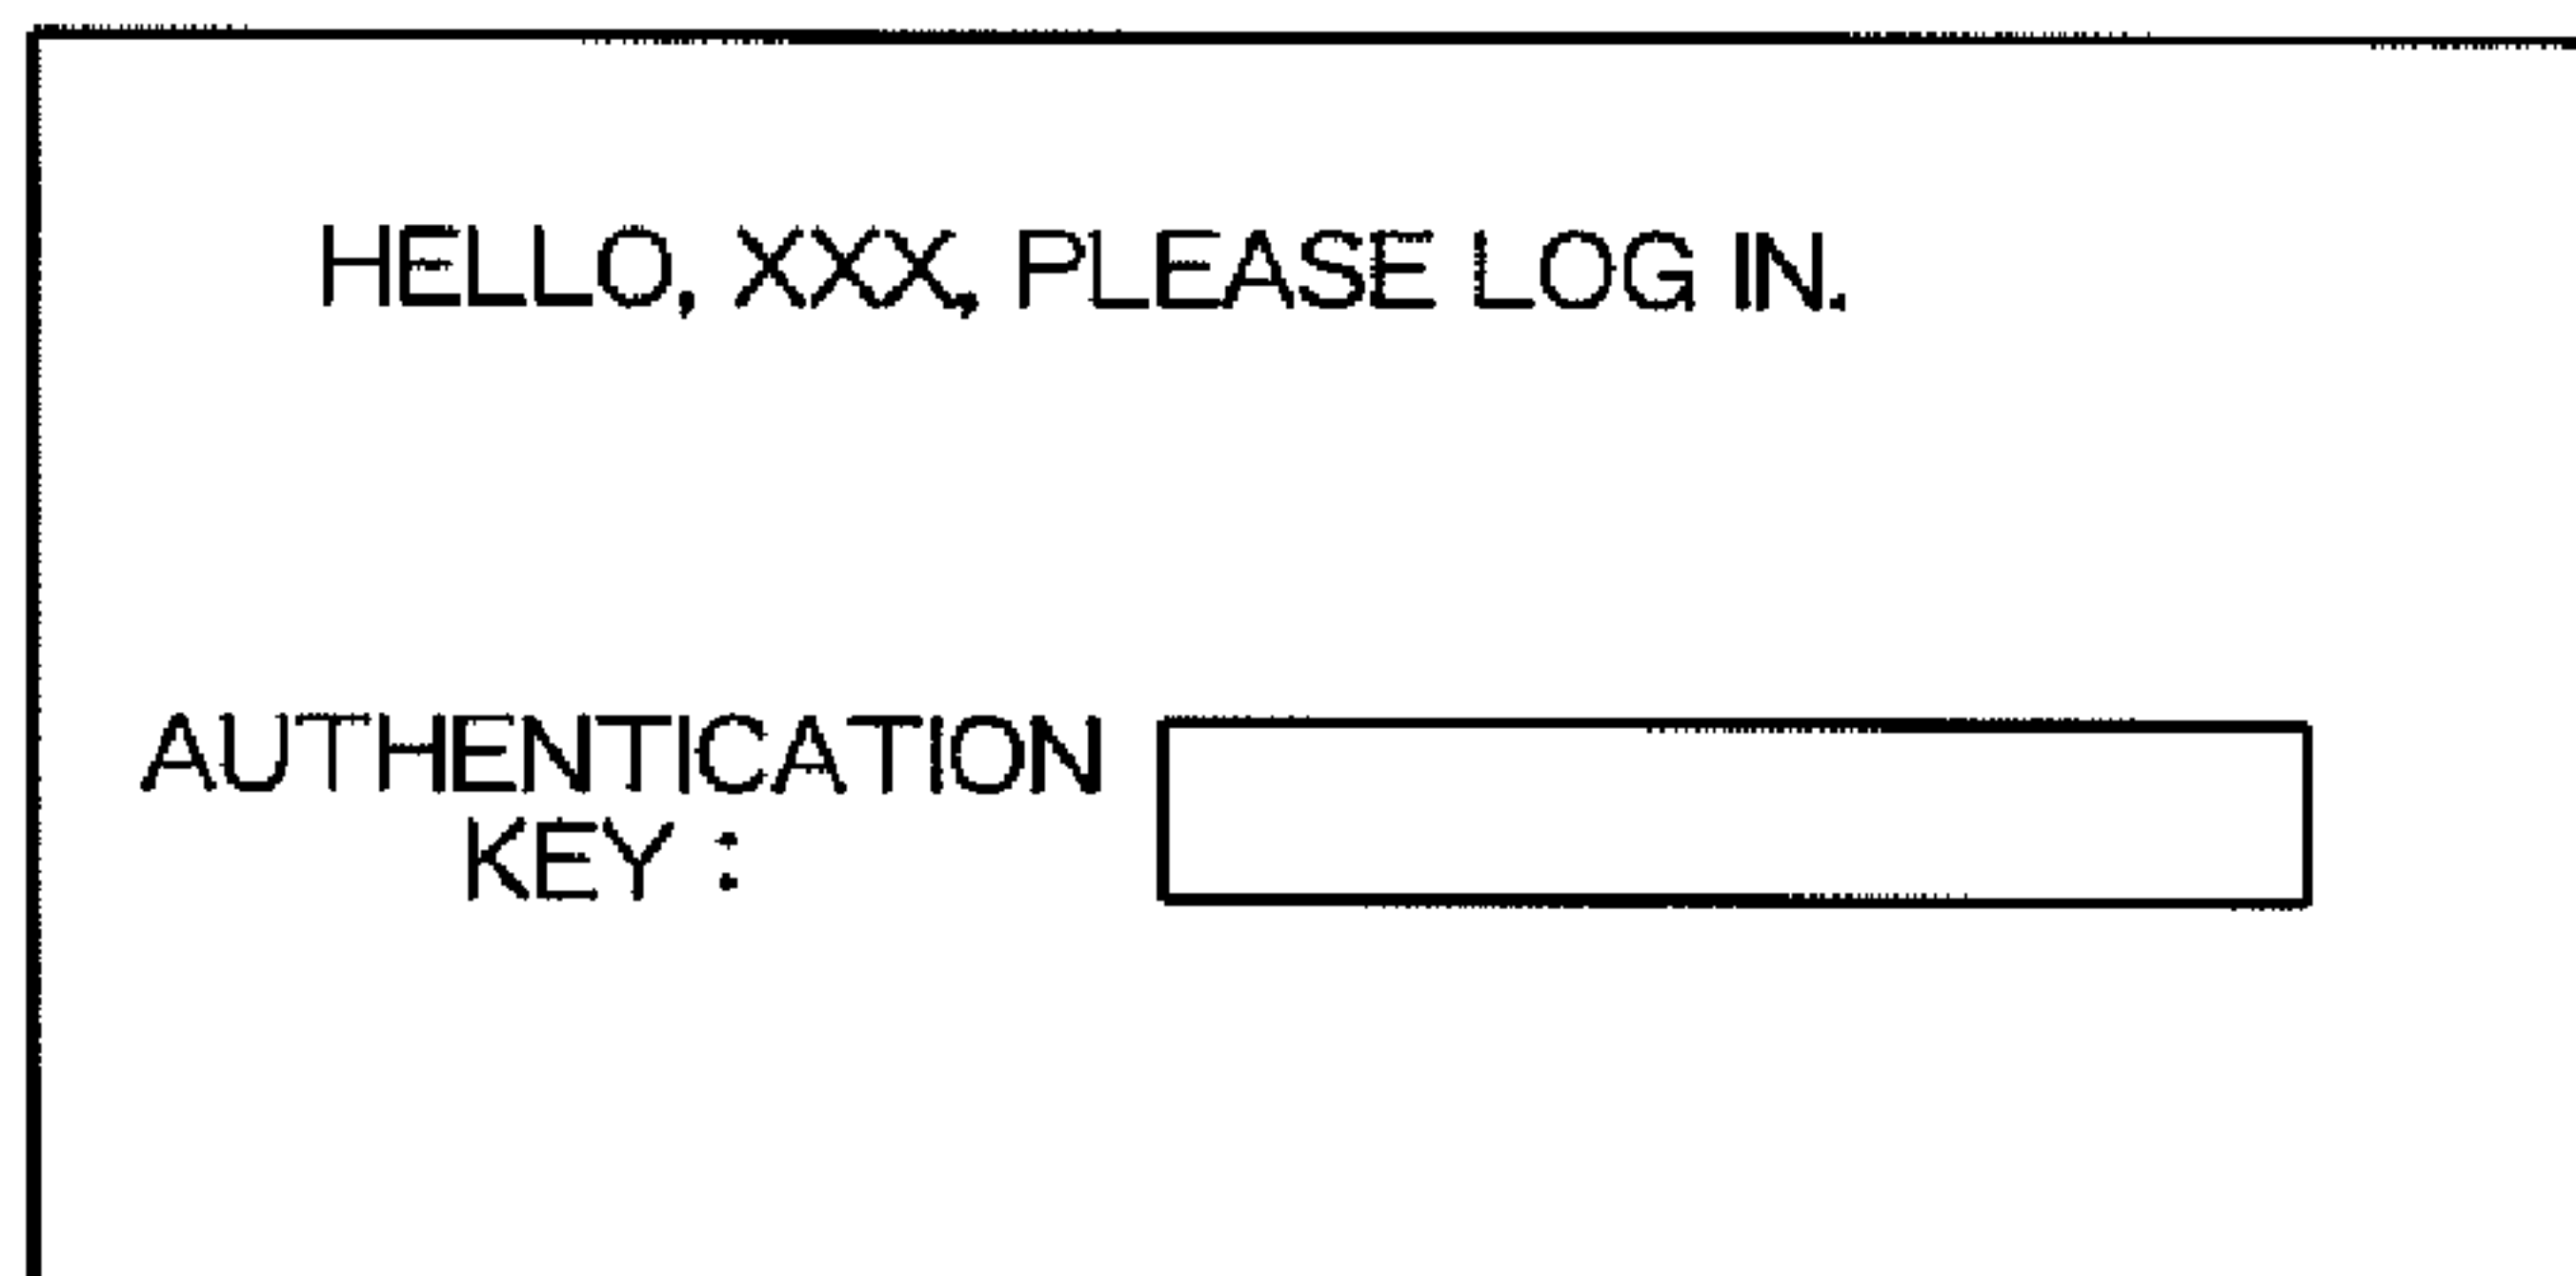 HELLO, XXX, PLEASE LOG IN.
AUTHENTICATION
KEY :